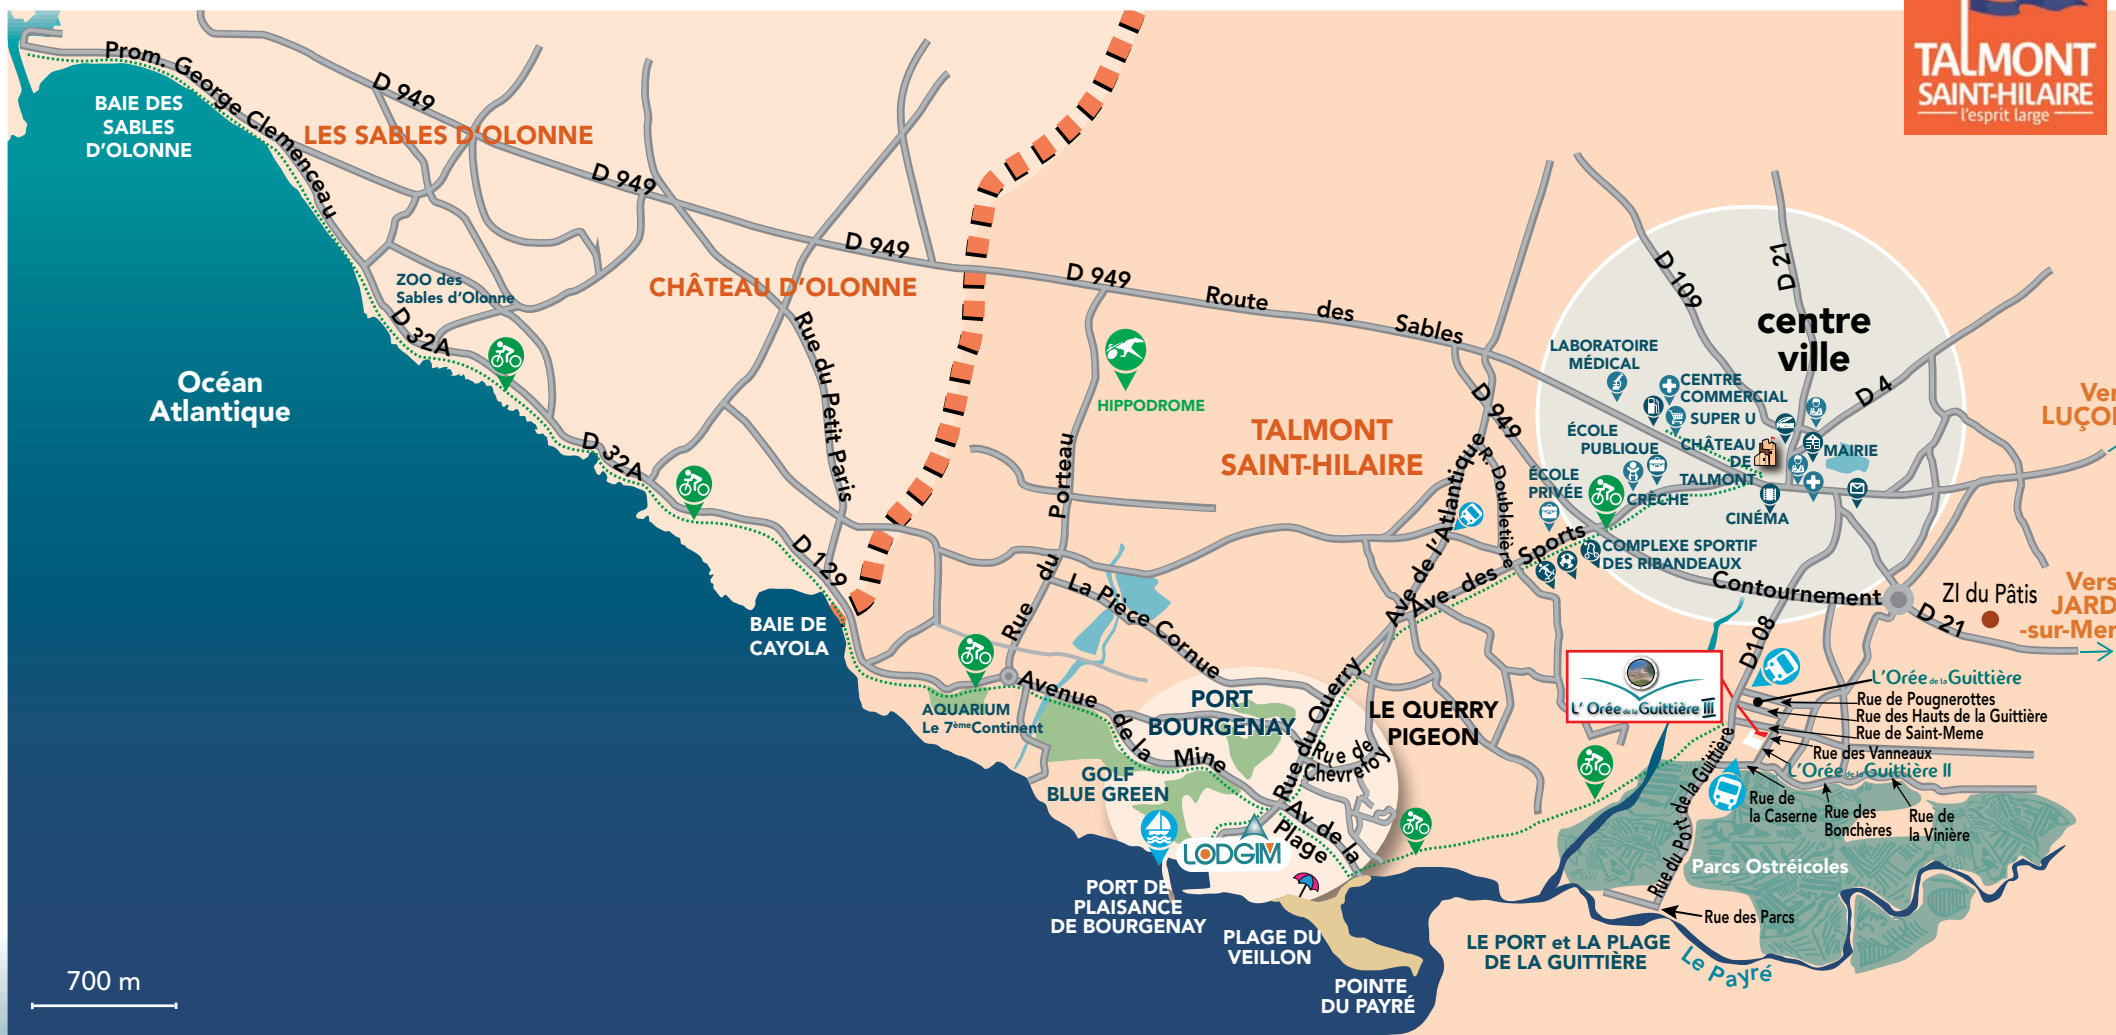 TALMONT
SAINT-HILAIRE
l'esprit large
Prom. George Clemenceau
BAIE DES
SABLES
D'OLONNE
D 949
LES SABLES D'OLONNE
D 949
D 949
D 949
Route des Sables
CHÂTEAU D'OLONNE
ZOO des
Sables d'Olonne
D 32A
Océan
Atlantique
Rue du Petit Paris
D 32A
D 129
HIPPODROME
TALMONT
SAINT-HILAIRE
Rue du Porteau
D 949
D 109
D 21
centre
ville
D 4
LABORATOIRE
MÉDICAL
CENTRE
COMMERCIAL
SUPER U
ÉCOLE
PUBLIQUE
CHÂTEAU
DE
TALMONT
PRESSE
MAIRIE
ÉCOLE
PRIVÉE
CRÈCHE
CINÉMA
COMPLEXE SPORTIF
DES RIBANDEAUX
Ave de l'Atlantique
R. Doubletière
Ave. des Sports
Contournement
ZI du Pâtis
D 21
Vers
JARD
-sur-Mer
D108
BAIE DE
CAYOLA
La Pièce Cornue
AQUARIUM
Le 7ème Continent
Avenue de la Mine
PORT
BOURGENAY
Rue du Querry
LE QUERRY
PIGEON
Rue de
Chevrefoy
GOLF
BLUE GREEN
LODGIM
Av de la
Plage
PORT DE
PLAISANCE
DE BOURGENAY
PLAGE DU
VEILLON
POINTE
DU PAYRÉ
L' Orée de la Guittière III
L'Orée de la Guittière
Rue de Pougnerottes
Rue des Hauts de la Guittière
Rue de Saint-Meme
Rue des Vanneaux
L'Orée de la Guittière II
Rue de
la Caserne
Rue des
Bonchères
Rue de
la Vinière
Rue du Port de la Guittière
Parcs Ostréicoles
Rue des Parcs
LE PORT et LA PLAGE
DE LA GUITTIÈRE
Le Payré
700 m